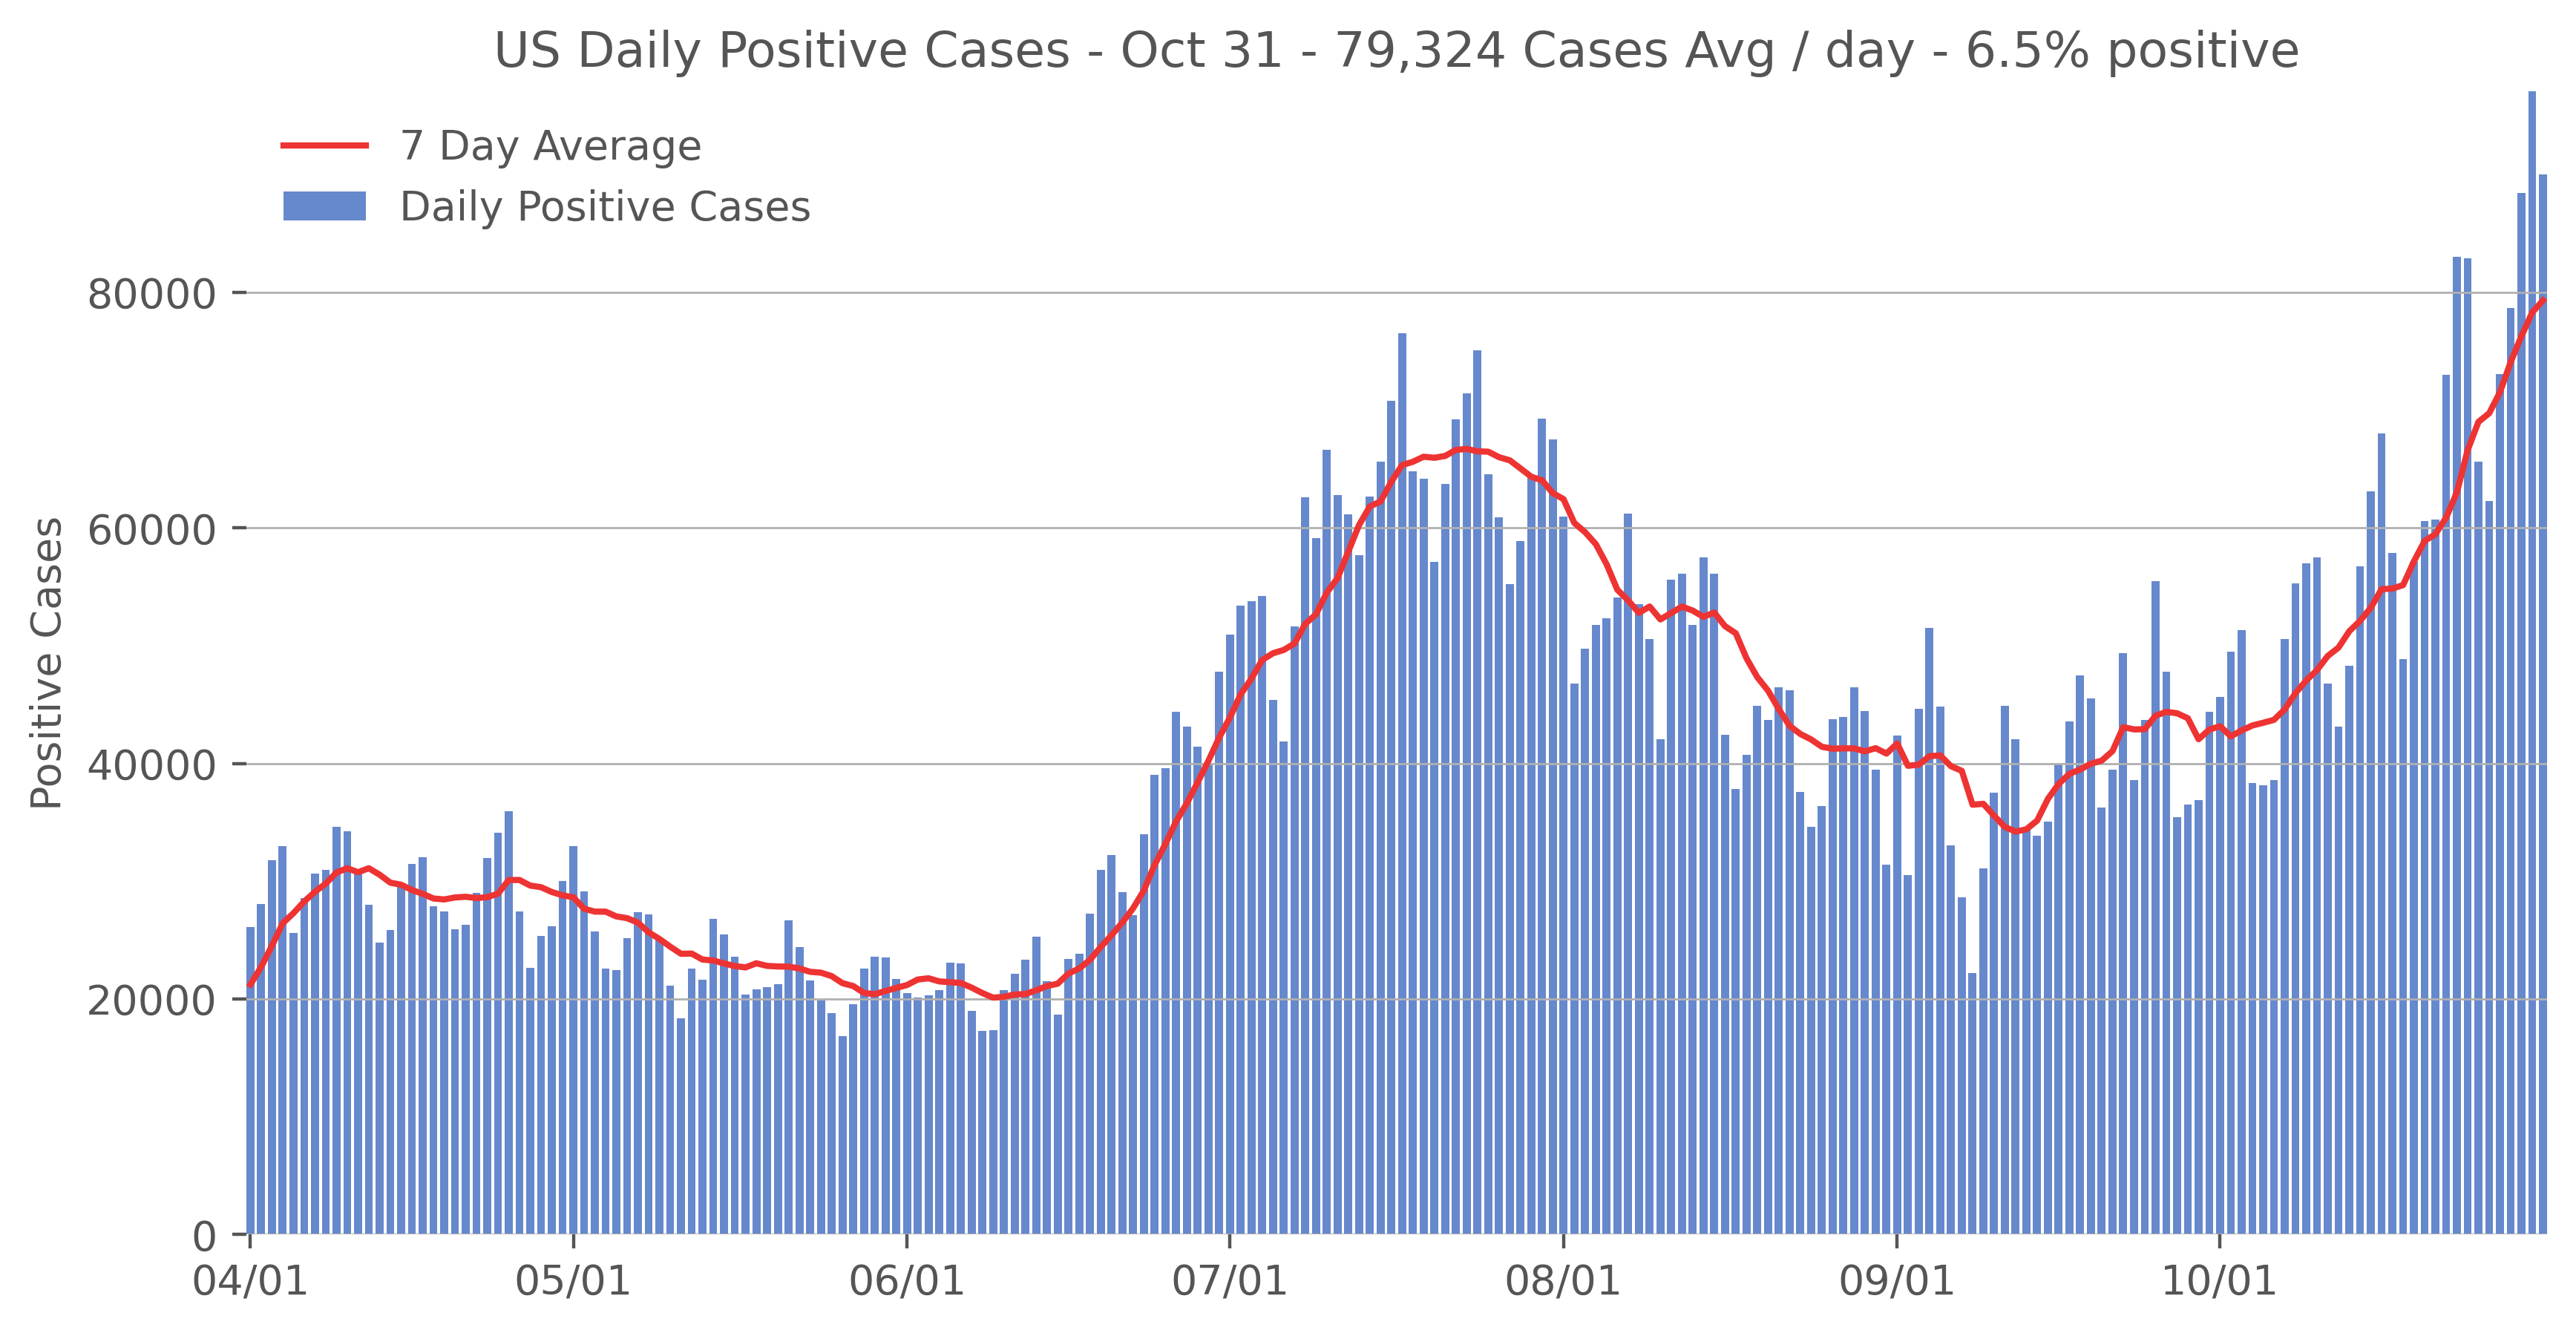 US Daily Positive Cases - Oct 31 - 79,324 Cases Avg / day - 6.5% positive
7 Day Average
Daily Positive Cases
80000
60000
40000
20000
0
Positive Cases
04/01 05/01 06/01 07/01 08/01 09/01 10/01